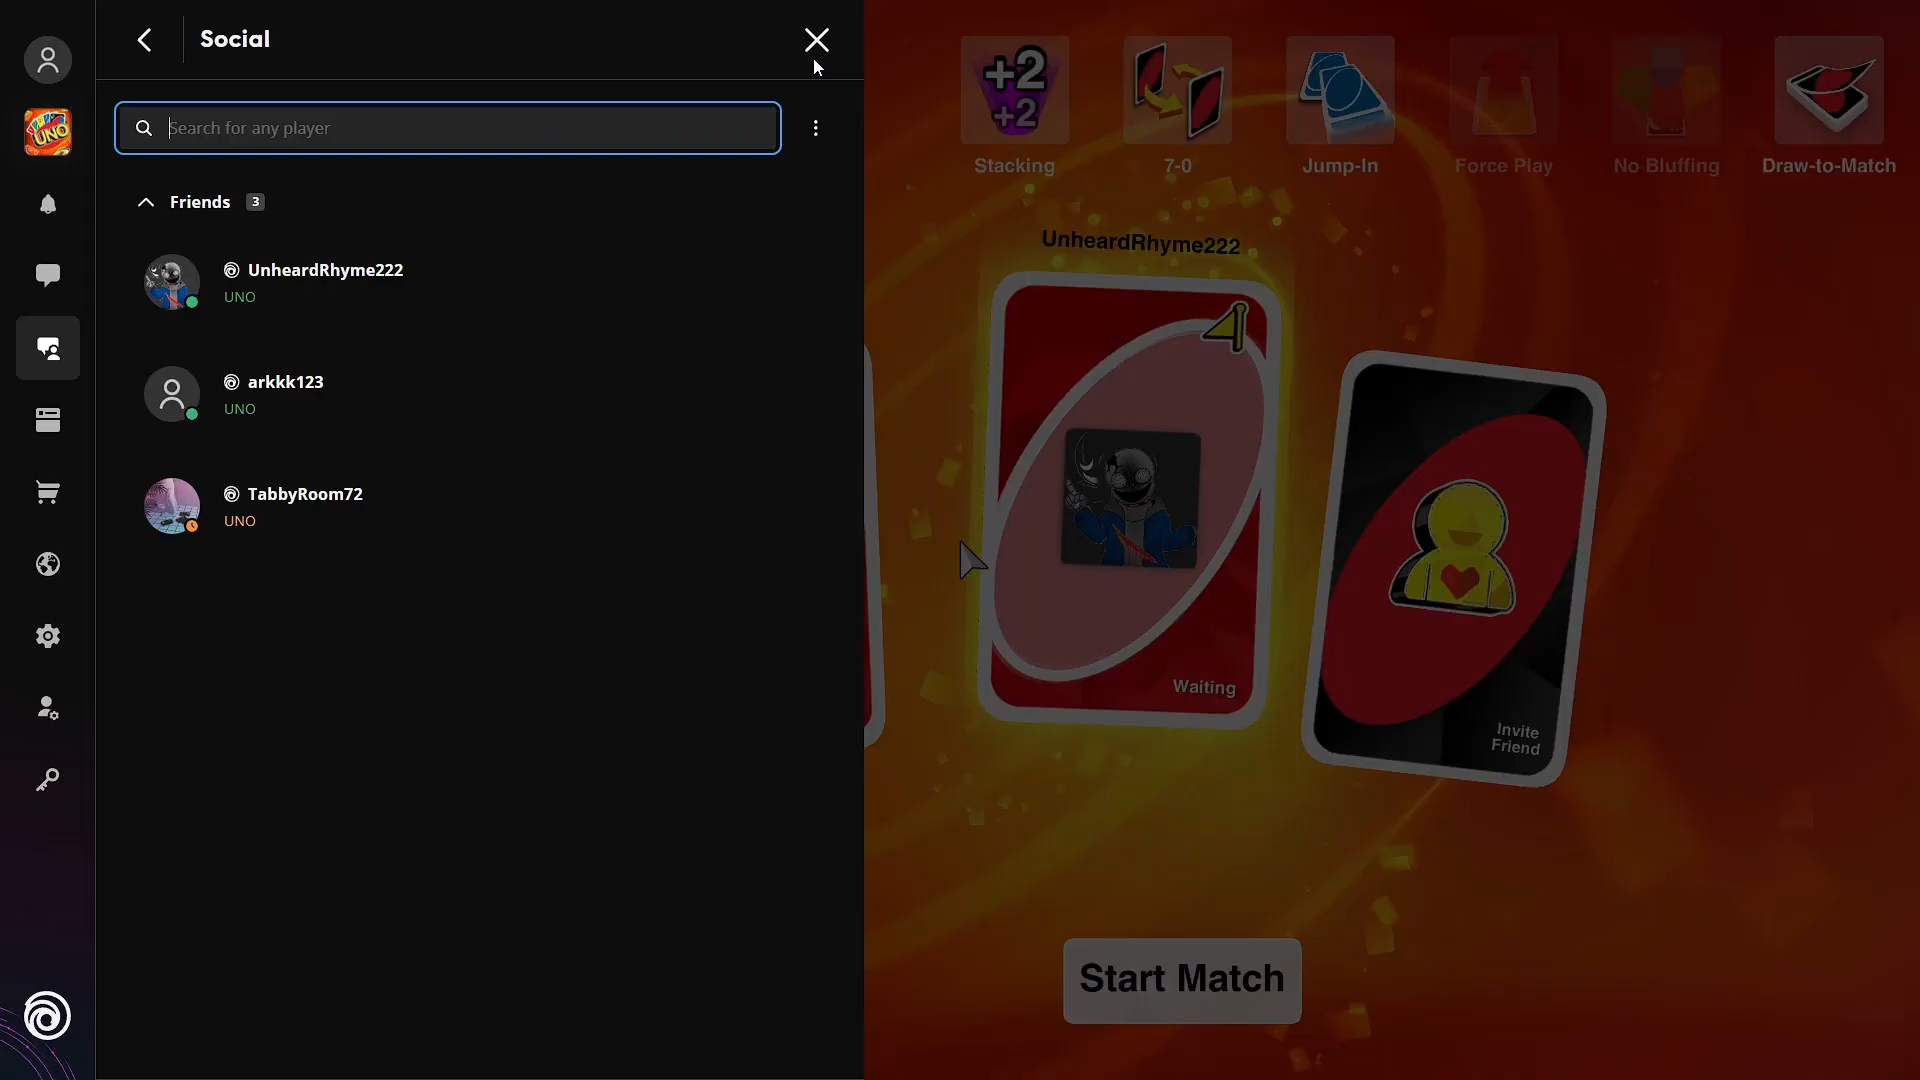 Social
Search for any player
Friends 3
UnheardRhyme222
UNO
arkkk123
UNO
TabbyRoom72
UNO
UNO
+2
+2
Stacking
7-0
Jump-In
Force Play
No Bluffing
Draw-to-Match
UnheardRhyme222
Waiting
Invite
Friend
Start Match